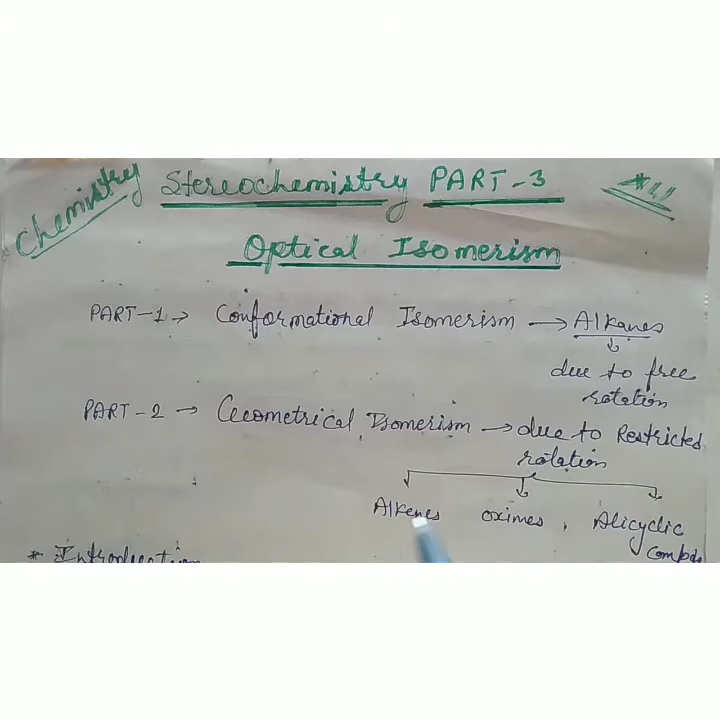 Chemistry Stereochemistry PART-3
Optical Isomerism
PART-1 → Conformational Isomerism → Alkanes
due to free
rotation
PART-2 → Geometrical Isomerism → due to Restricted
rotation
Alkenes oximes, Alicyclic
Compds
* Introduction